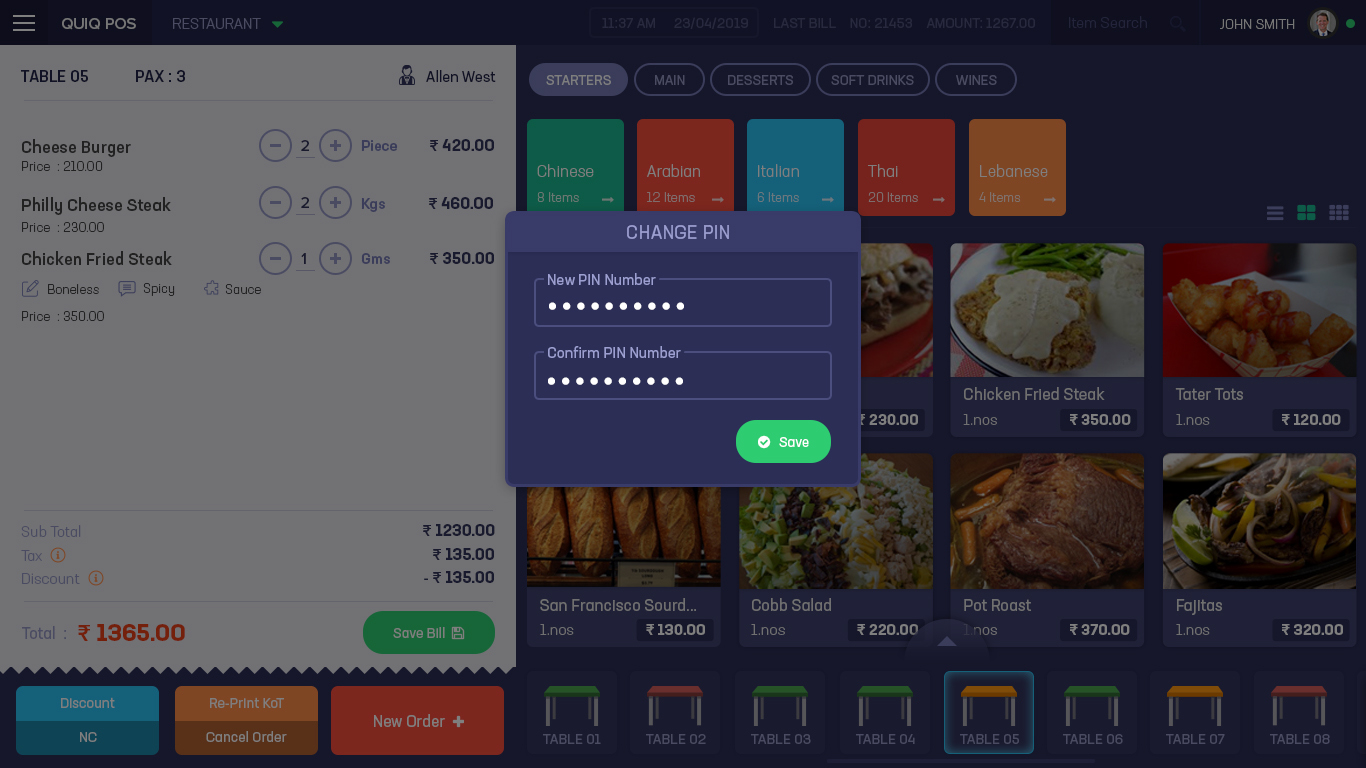 QUIQ POS RESTAURANT 11:37 AM 23/04/2019 LAST BILL NO: 21453 AMOUNT: 1267.00 Item Search JOHN SMITH
TABLE 05 PAX : 3 Allen West
Cheese Burger 2 Piece ₹ 420.00
Price : 210.00
Philly Cheese Steak 2 Kgs ₹ 460.00
Price : 230.00
Chicken Fried Steak 1 Gms ₹ 350.00
Boneless Spicy Sauce
Price : 350.00
Sub Total ₹ 1230.00
Tax ₹ 135.00
Discount - ₹ 135.00
Total : ₹ 1365.00 Save Bill
Discount
NC
Re-Print KoT
Cancel Order
New Order
STARTERS MAIN DESSERTS SOFT DRINKS WINES
Chinese Arabian Italian Thai Lebanese
8 Items 12 Items 6 Items 20 Items 4 Items
CHANGE PIN
New PIN Number
Confirm PIN Number
Save
Chicken Fried Steak Tater Tots
₹ 230.00 1.nos ₹ 350.00 1.nos ₹ 120.00
San Francisco Sourd... Cobb Salad Pot Roast Fajitas
1.nos ₹ 130.00 1.nos ₹ 220.00 1.nos ₹ 370.00 1.nos ₹ 320.00
TABLE 01 TABLE 02 TABLE 03 TABLE 04 TABLE 05 TABLE 06 TABLE 07 TABLE 08